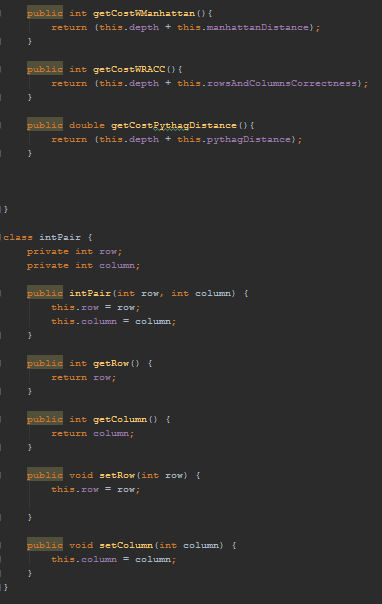 public int getCostWManhattan(){
return (this.depth + this.manhattanDistance);
}
public int getCostWRACC(){
return (this.depth + this.rowsAndColumnsCorrectness);
}
public double getCostPythagDistance(){
return (this.depth + this.pythagDistance);
}
}
class intPair {
private int row;
private int column;
public intPair(int row, int column) {
this.row = row;
this.column = column;
}
public int getRow() {
return row;
}
public int getColumn() {
return column;
}
public void setRow(int row) {
this.row = row;
}
public void setColumn(int column) {
this.column = column;
}
}